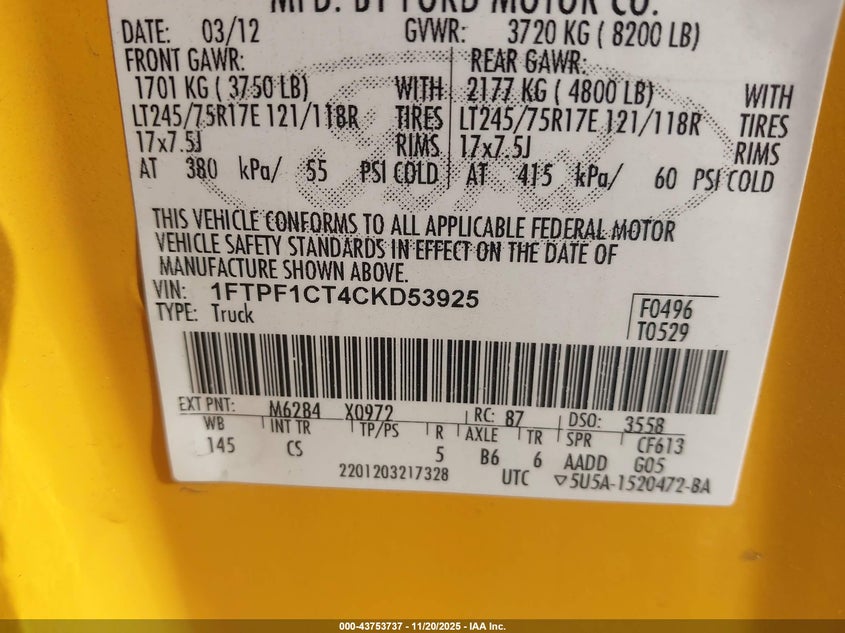 MFD. BY FORD MOTOR CO.
DATE: 03/12 GVWR: 3720 KG ( 8200 LB)
FRONT GAWR: REAR GAWR:
1701 KG ( 3750 LB) WITH 2177 KG ( 4800 LB) WITH
LT245/75R17E 121/118R TIRES LT245/75R17E 121/118R TIRES
17x7.5J RIMS 17x7.5J RIMS
AT 380 kPa/ 55 PSI COLD AT 415 kPa/ 60 PSI COLD
THIS VEHICLE CONFORMS TO ALL APPLICABLE FEDERAL MOTOR
VEHICLE SAFETY STANDARDS IN EFFECT ON THE DATE OF
MANUFACTURE SHOWN ABOVE.
VIN: 1FTPF1CT4CKD53925
TYPE: Truck
F0496
T0529
EXT PNT: M6284 X0972 RC: 87 DSO: 3558
WB INT TR TP/PS R AXLE TR SPR CF613
145 CS 5 B6 6 AADD G05
2201203217328 UTC ▽5U5A-1520472-BA
000-43753737 - 11/20/2025 - IAA Inc.